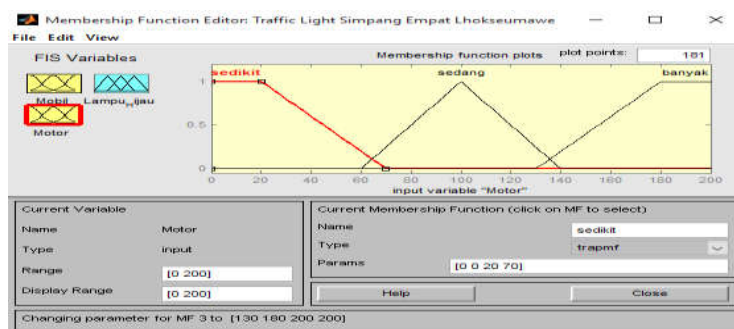 Membership Function Editor: Traffic Light Simpang Empat Lhokseumawe
File Edit View
FIS Variables
Membership function plots
plot points:
181
Mobil
Lampu_Hijau
Motor
sedikit
sedang
banyak
1
0.5
0
0 20 40 60 80 100 120 140 160 180 200
input variable "Motor"
Current Variable
Name Motor
Type input
Range [0 200]
Display Range [0 200]
Current Membership Function (click on MF to select)
Name sedikit
Type trapmf
Params [0 0 20 70]
Help
Close
Changing parameter for MF 3 to [130 180 200 200]